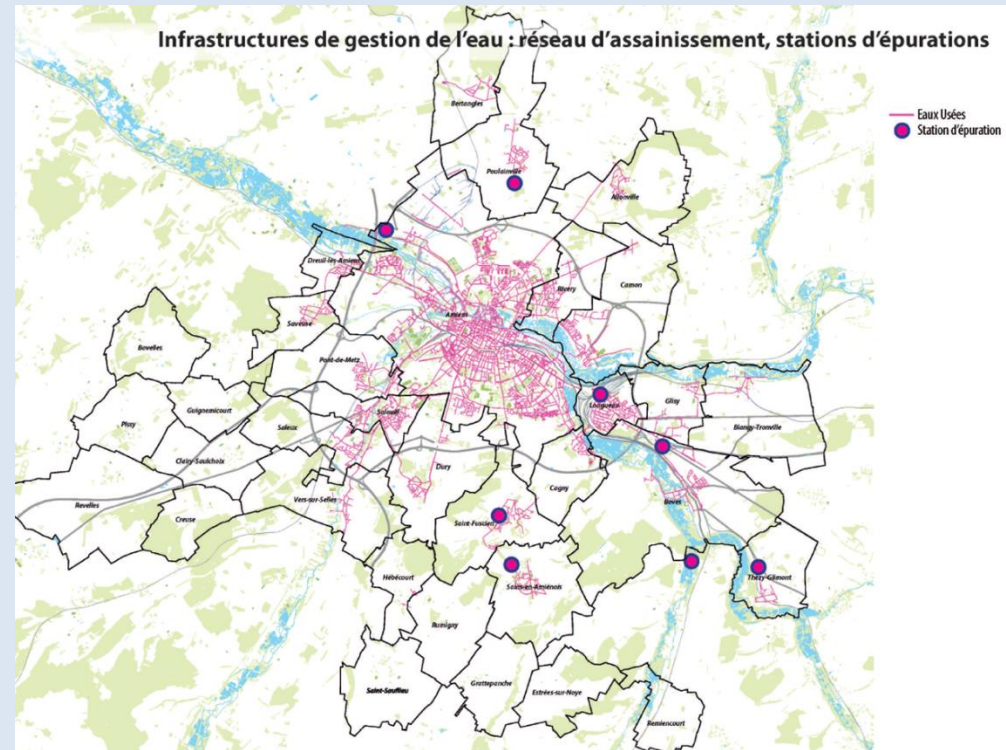 Infrastructures de gestion de l'eau : réseau d'assainissement, stations d'épurations
Eaux Usées
Station d'épuration
Bertangles
Poulainville
Allonville
Dreuil-lès-Amiens
Rivery
Camon
Saveuse
Amiens
Bovelles
Pont-de-Metz
Longueau
Glisy
Guignemicourt
Salouël
Pissy
Saleux
Blangy-Tronville
Clairy-Saulchoix
Dury
Cagny
Revelles
Vers-sur-Selles
Boves
Creuse
Saint-Fuscien
Hébécourt
Thézy-Glimont
Sains-en-Amiénois
Rumigny
Saint-Sauflieu
Grattepanche
Estrées-sur-Noye
Remiencourt